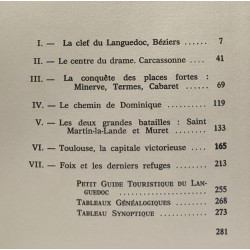 I. — La clef du Languedoc, Béziers ...... 7
II. — Le centre du drame. Carcassonne .... 41
III. — La conquête des places fortes :
Minerve, Termes, Cabaret ...... 69
IV. — Le chemin de Dominique .......... 119
V. — Les deux grandes batailles : Saint
Martin-la-Lande et Muret ...... 133
VI. — Toulouse, la capitale victorieuse .... 165
VII. — Foix et les derniers refuges ........ 213
Petit Guide Touristique du Lan-
guedoc ........................ 255
Tableaux Généalogiques ........ 268
Tableau Synoptique ............ 273
281